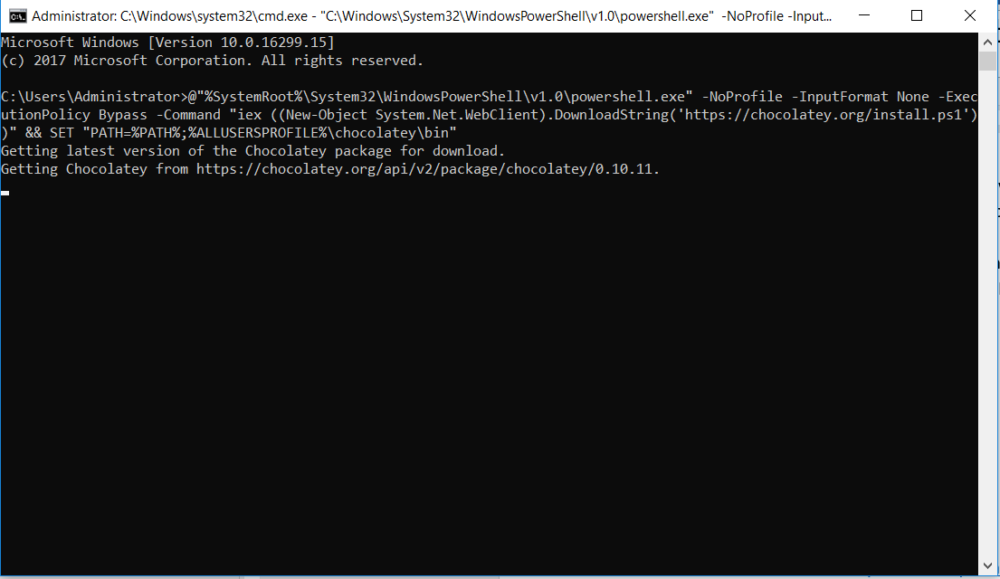 Administrator: C:\Windows\system32\cmd.exe - "C:\Windows\System32\WindowsPowerShell\v1.0\powershell.exe"  -NoProfile -Input...
Microsoft Windows [Version 10.0.16299.15]
(c) 2017 Microsoft Corporation. All rights reserved.
C:\Users\Administrator>@"%SystemRoot%\System32\WindowsPowerShell\v1.0\powershell.exe" -NoProfile -InputFormat None -Exec
utionPolicy Bypass -Command "iex ((New-Object System.Net.WebClient).DownloadString('https://chocolatey.org/install.ps1')
)" && SET "PATH=%PATH%;%ALLUSERSPROFILE%\chocolatey\bin"
Getting latest version of the Chocolatey package for download.
Getting Chocolatey from https://chocolatey.org/api/v2/package/chocolatey/0.10.11.